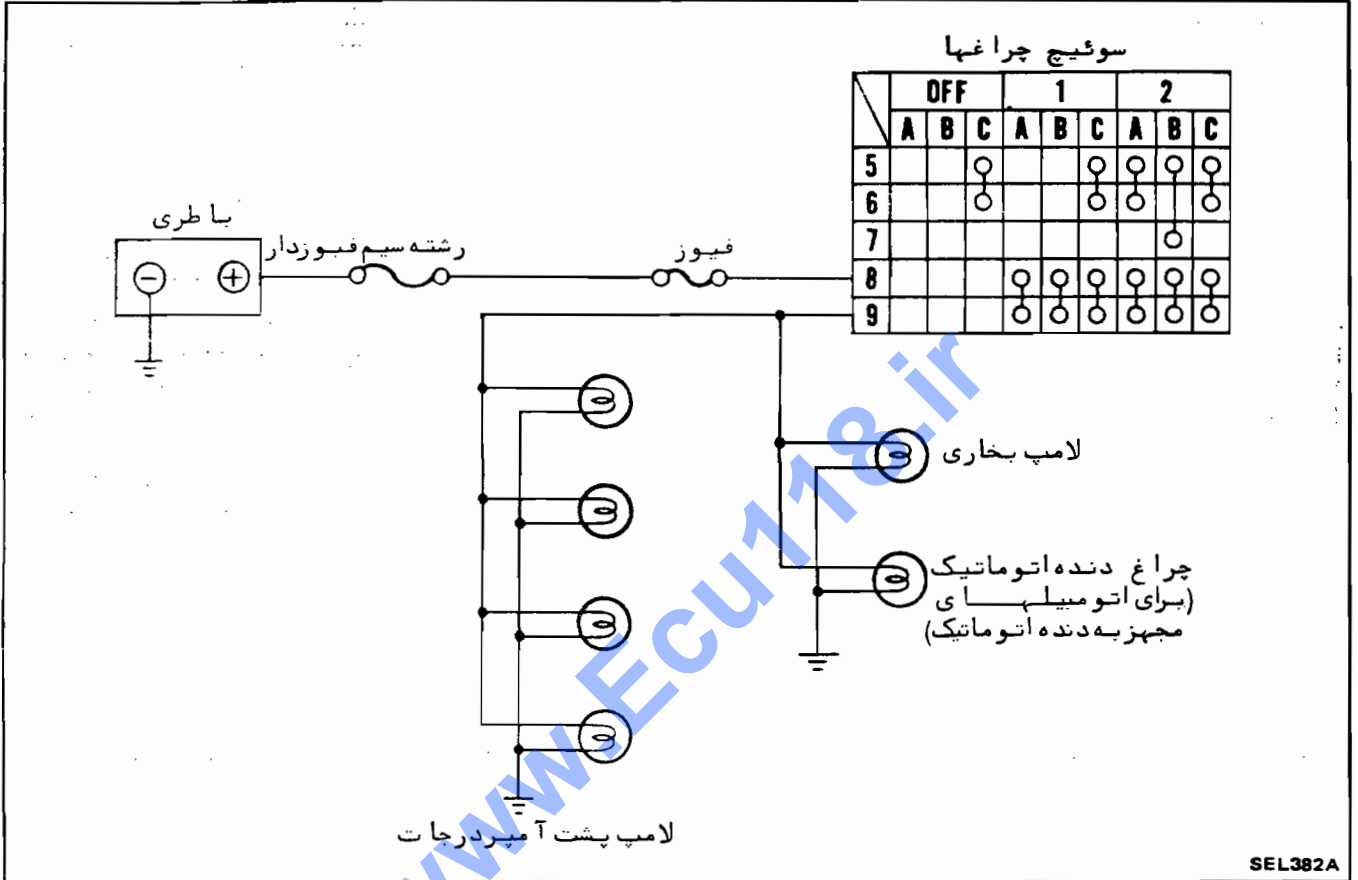 سوئیچ چراغها
OFF 1 2
A B C A B C A B C
5
6
7
8
9
باطری
رشته سیم فیوزدار
فیوز
لامپ بخاری
چراغ دنده اتوماتیک
(برای اتومبیلهای
مجهز به دنده اتوماتیک)
لامپ پشت آمپر درجات
www.Ecu118.ir
SEL382A